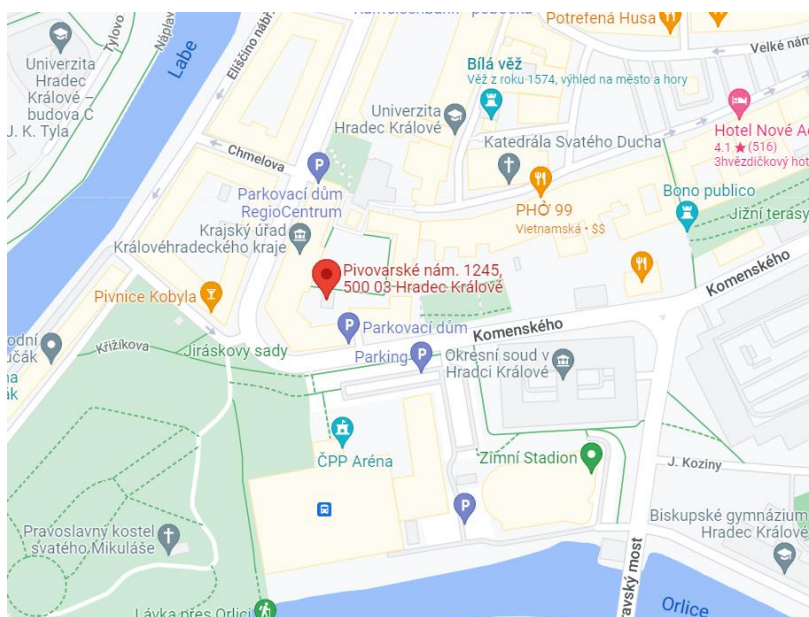 Potrefená Husa
Tylovo
Náplav
Labe
Eliščino nábř
Velké nám
Univerzita
Hradec
Králové –
budova C
J. K. Tyla
Bílá věž
Věž z roku 1574, výhled na město a hory
Univerzita
Hradec Králové
Hotel Nové Ad
4.1 ★ (516)
3hvězdičkový hot
Katedrála Svatého Ducha
Chmelova
P
Parkovací dům
RegioCentrum
PHỞ 99
Vietnamská • $$
Bono publico
Jižní terasy
Krajský úřad
Královéhradeckého kraje
Pivovarské nám. 1245,
500 03 Hradec Králové
Pivnice Kobyla
Komenského
P
Parkovací dům
Komenského
Křižíkova
Jiráskovy sady
Parking
P
Okresní soud v
Hradci Králové
ČPP Aréna
Zimní Stadion
J. Koziny
P
Pravoslavný kostel
svatého Mikuláše
Biskupské gymnázium
Hradec Králové
ravský most
Lávka přes Orlici
Orlice